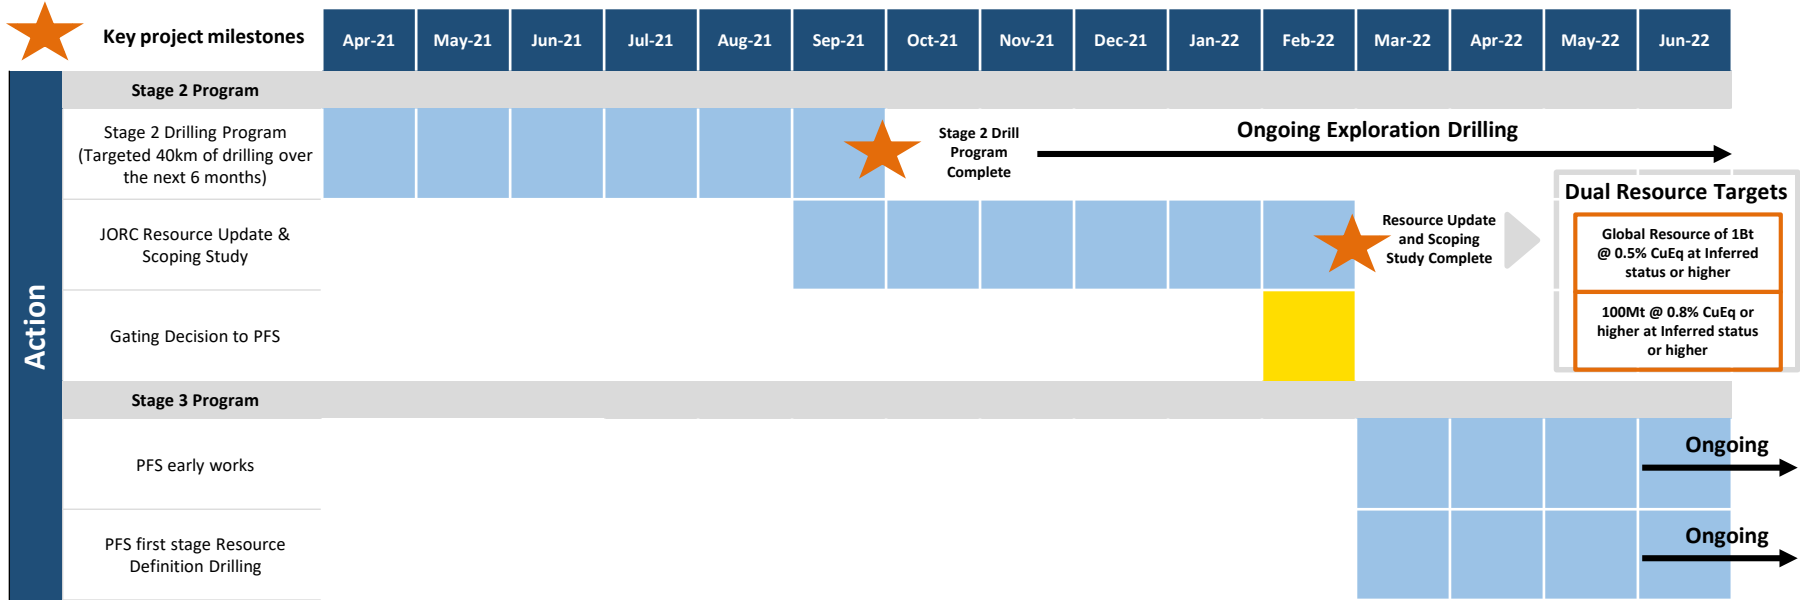 Key project milestones
Apr-21 May-21 Jun-21 Jul-21 Aug-21 Sep-21 Oct-21 Nov-21 Dec-21 Jan-22 Feb-22 Mar-22 Apr-22 May-22 Jun-22
Action
Stage 2 Program
Stage 2 Drilling Program
(Targeted 40km of drilling over
the next 6 months)
Stage 2 Drill
Program
Complete
Ongoing Exploration Drilling
JORC Resource Update &
Scoping Study
Resource Update
and Scoping
Study Complete
Dual Resource Targets
Global Resource of 1Bt
@ 0.5% CuEq at Inferred
status or higher
100Mt @ 0.8% CuEq or
higher at Inferred status
or higher
Gating Decision to PFS
Stage 3 Program
PFS early works
Ongoing
PFS first stage Resource
Definition Drilling
Ongoing